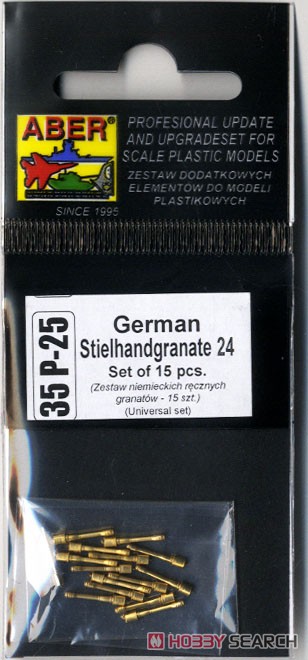 ABER®
SINCE 1995
PROFESIONAL UPDATE
AND UPGRADESET FOR
SCALE PLASTIC MODELS
ZESTAW DODATKOWYCH
ELEMENTÓW DO MODELI
PLASTIKOWYCH
35 P-25
German
Stielhandgranate 24
Set of 15 pcs.
(Zestaw niemieckich ręcznych
granatów - 15 szt.)
(Universal set)
HOBBY SEARCH